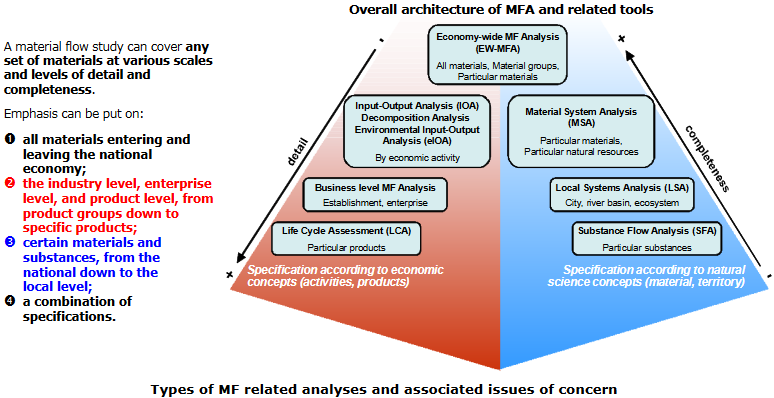 Overall architecture of MFA and related tools
A material flow study can cover any
set of materials at various scales
and levels of detail and
completeness.
Emphasis can be put on:
❶ all materials entering and
leaving the national
economy;
❷ the industry level, enterprise
level, and product level, from
product groups down to
specific products;
❸ certain materials and
substances, from the
national down to the
local level;
❹ a combination of
specifications.
-
+
detail
completeness
Economy-wide MF Analysis
(EW-MFA)
All materials, Material groups,
Particular materials
Input-Output Analysis (IOA)
Decomposition Analysis
Environmental Input-Output
Analysis (eIOA)
By economic activity
Material System Analysis
(MSA)
Particular materials,
Particular natural resources
Business level MF Analysis
Establishment, enterprise
Local Systems Analysis (LSA)
City, river basin, ecosystem
Life Cycle Assessment (LCA)
Particular products
Substance Flow Analysis (SFA)
Particular substances
+
-
Specification according to economic
concepts (activities, products)
Specification according to natural
science concepts (material, territory)
Types of MF related analyses and associated issues of concern